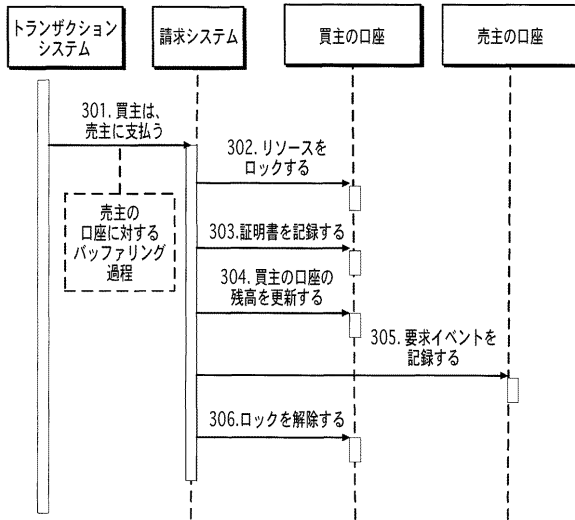 トランザクション
システム
請求システム
買主の口座
売主の口座
301. 買主は、
売主に支払う
302. リソースを
ロックする
売主の
口座に対する
バッファリング
過程
303.証明書を記録する
304. 買主の口座の
残高を更新する
305. 要求イベントを
記録する
306.ロックを解除する